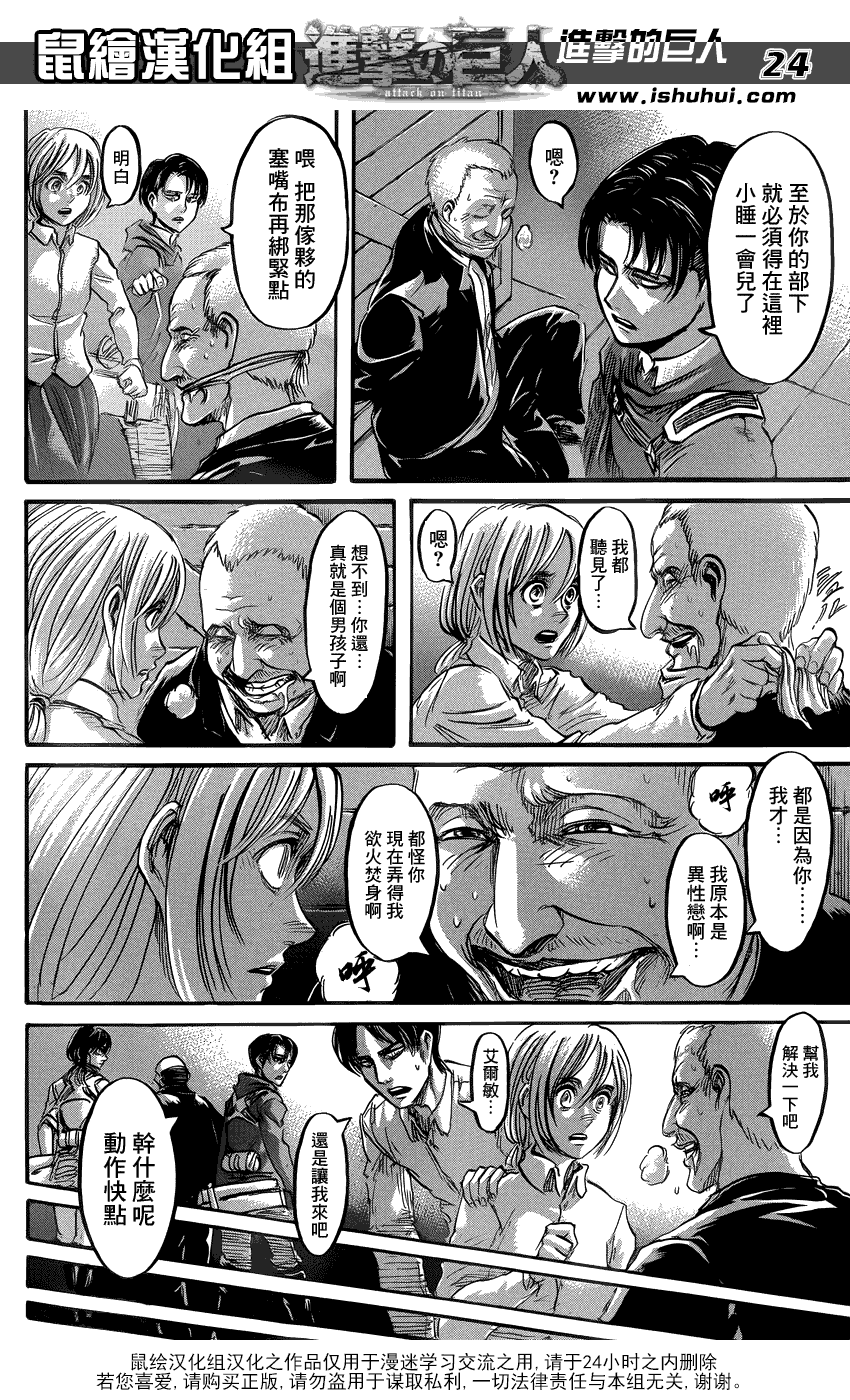 鼠繪漢化組
進撃の巨人
attack on titan
進擊的巨人
www.ishuhui.com
24
至於你的部下
就必須得在這裡
小睡一會兒了
嗯?
喂 把那傢夥的
塞嘴布再綁緊點
明白
我都
聽見了…
嗯?
想不到…你還…
真就是個男孩子啊
都是因為你……
我才…
呼
我原本是
異性戀啊…
都怪你
現在弄得我
欲火焚身啊
呼
幫我
解決一下吧
艾爾敏…
還是讓我來吧
幹什麼呢
動作快點
鼠绘汉化组汉化之作品仅用于漫迷学习交流之用, 请于24小时之内删除
若您喜爱, 请购买正版, 请勿盗用于谋取私利, 一切法律责任与本组无关, 谢谢。